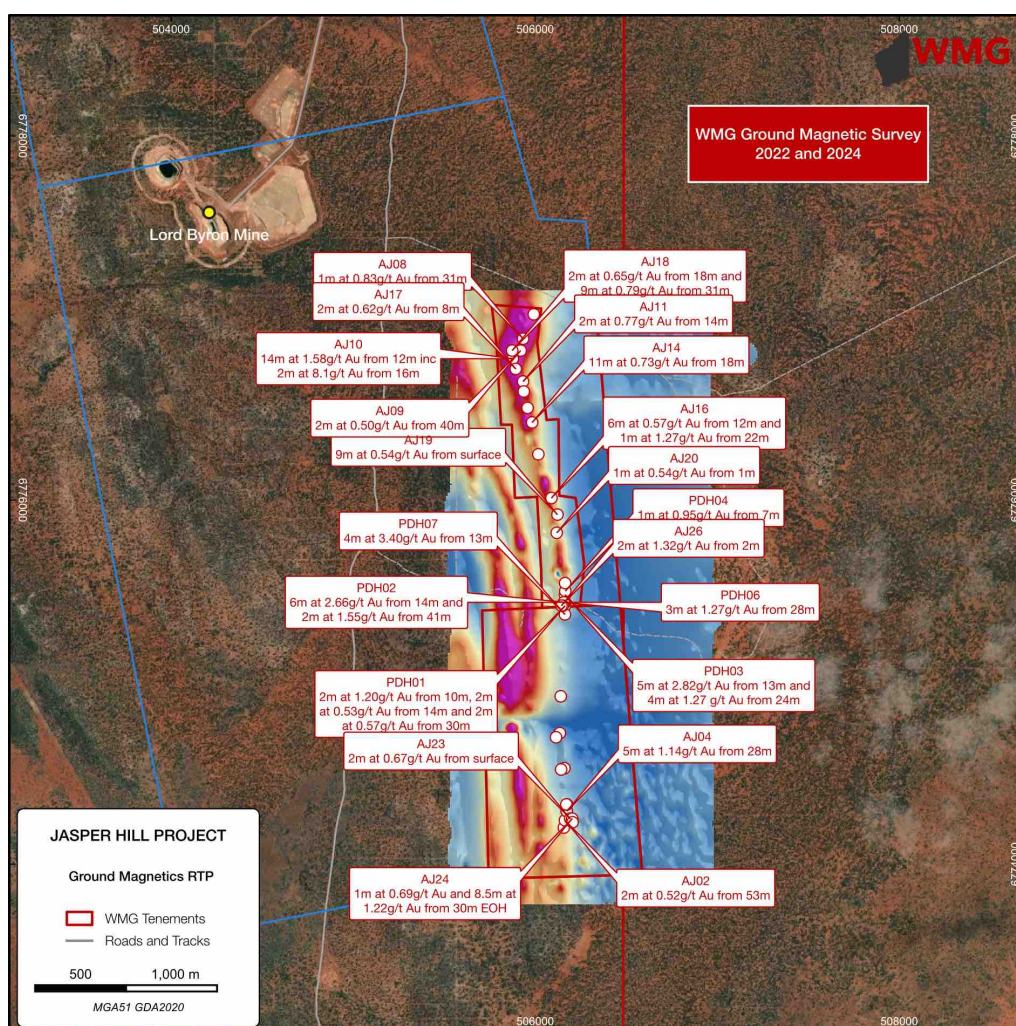 504000
506000
508000
WMG
WMG Ground Magnetic Survey
2022 and 2024
6778000
6778000
Lord Byron Mine
AJ08
1m at 0.83g/t Au from 31m
AJ18
2m at 0.65g/t Au from 18m and
9m at 0.79g/t Au from 31m
AJ17
2m at 0.62g/t Au from 8m
AJ11
2m at 0.77g/t Au from 14m
AJ10
14m at 1.58g/t Au from 12m inc
2m at 8.1g/t Au from 16m
AJ14
11m at 0.73g/t Au from 18m
AJ09
2m at 0.50g/t Au from 40m
AJ16
6m at 0.57g/t Au from 12m and
1m at 1.27g/t Au from 22m
AJ19
9m at 0.54g/t Au from surface
AJ20
1m at 0.54g/t Au from 1m
6776000
6776000
PDH04
1m at 0.95g/t Au from 7m
PDH07
4m at 3.40g/t Au from 13m
AJ26
2m at 1.32g/t Au from 2m
PDH02
6m at 2.66g/t Au from 14m and
2m at 1.55g/t Au from 41m
PDH06
3m at 1.27g/t Au from 28m
PDH01
2m at 1.20g/t Au from 10m, 2m
at 0.53g/t Au from 14m and 2m
at 0.57g/t Au from 30m
PDH03
5m at 2.82g/t Au from 13m and
4m at 1.27 g/t Au from 24m
AJ23
2m at 0.67g/t Au from surface
AJ04
5m at 1.14g/t Au from 28m
AJ24
1m at 0.69g/t Au and 8.5m at
1.22g/t Au from 30m EOH
AJ02
2m at 0.52g/t Au from 53m
6774000
JASPER HILL PROJECT
Ground Magnetics RTP
WMG Tenements
Roads and Tracks
500 1,000 m
MGA51 GDA2020
506000
508000